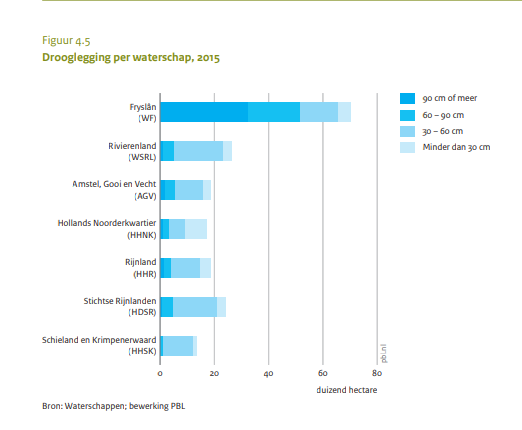 Figuur 4.5
Drooglegging per waterschap, 2015
Fryslân
(WF)
Rivierenland
(WSRL)
Amstel, Gooi en Vecht
(AGV)
Hollands Noorderkwartier
(HHNK)
Rijnland
(HHR)
Stichtse Rijnlanden
(HDSR)
Schieland en Krimpenerwaard
(HHSK)
0 20 40 60 80
duizend hectare
90 cm of meer
60 – 90 cm
30 – 60 cm
Minder dan 30 cm
pbl.nl
Bron: Waterschappen; bewerking PBL